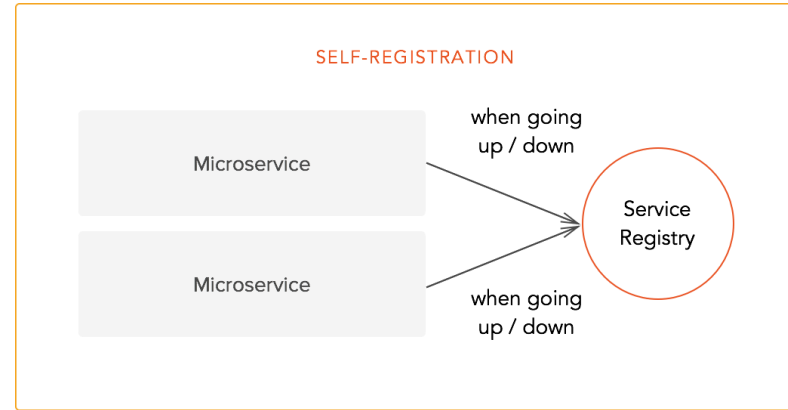 SELF-REGISTRATION
when going
up / down
Microservice
Service
Registry
Microservice
when going
up / down